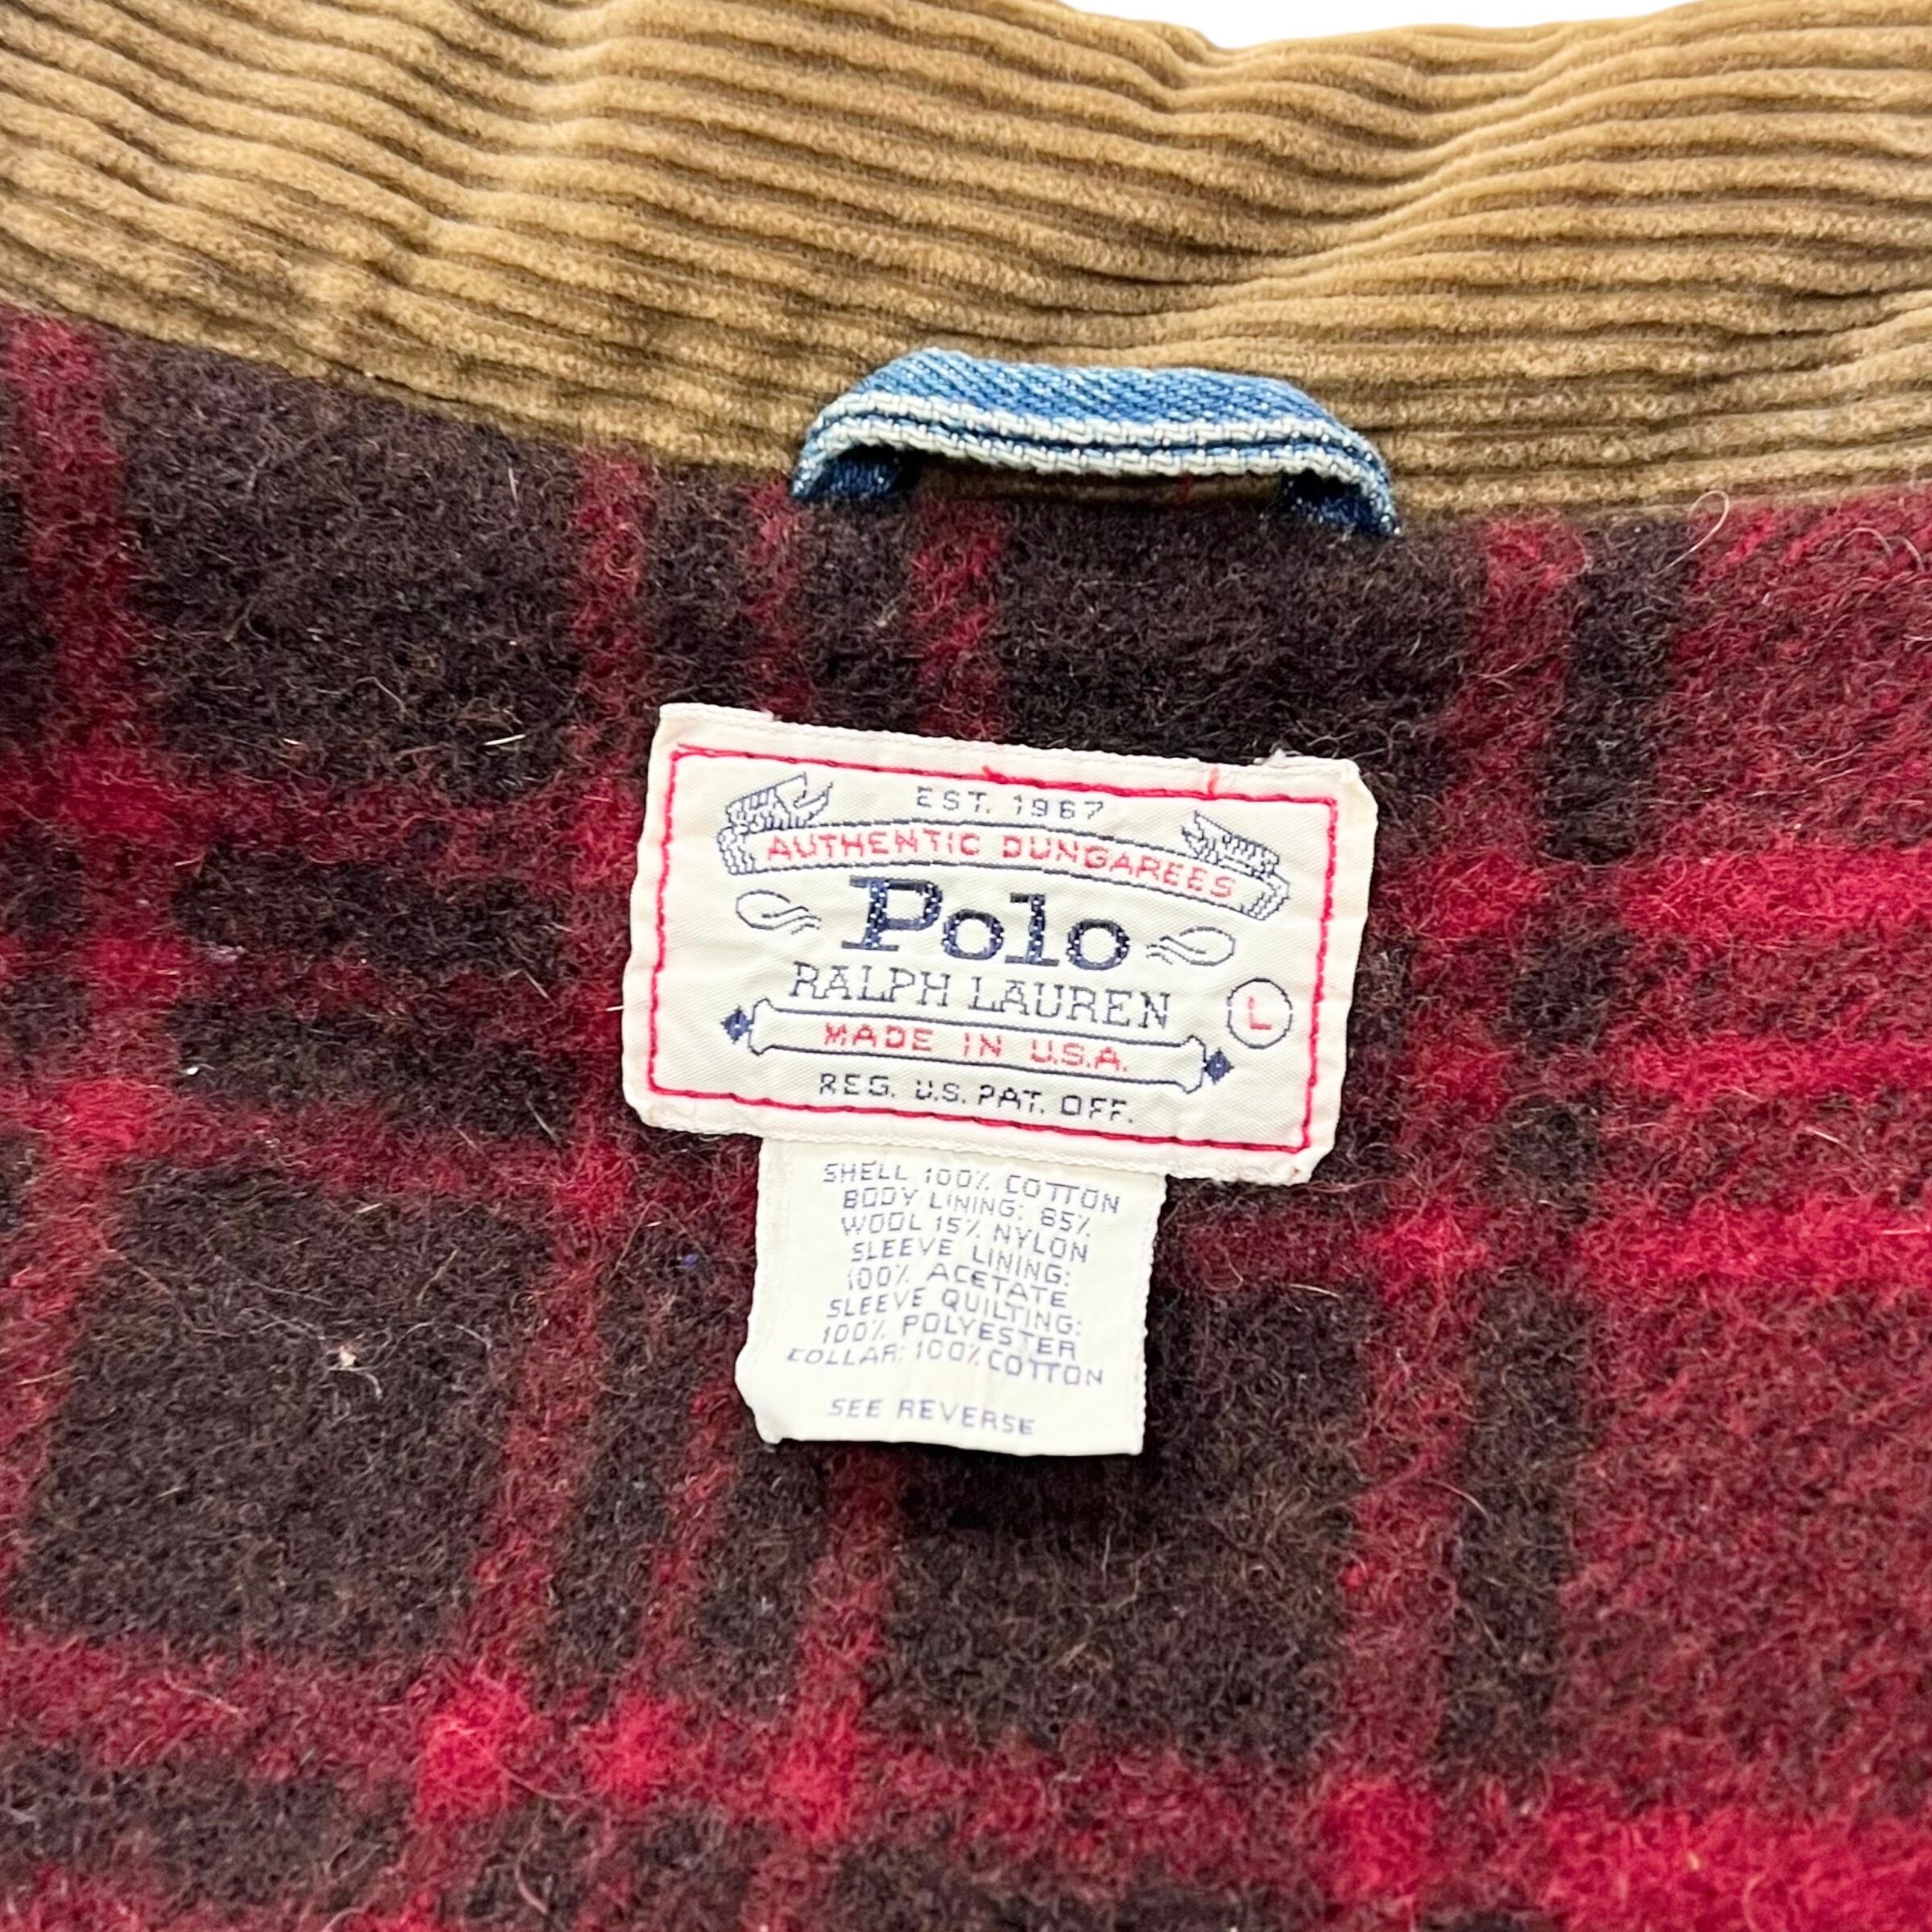 EST. 1967
AUTHENTIC DUNGAREES
Polo
RALPH LAUREN
L
MADE IN U.S.A.
REG. U.S. PAT. OFF.
SHELL 100% COTTON
BODY LINING: 85%
WOOL 15% NYLON
SLEEVE LINING:
100% ACETATE
SLEEVE QUILTING:
100% POLYESTER
COLLAR: 100% COTTON
SEE REVERSE